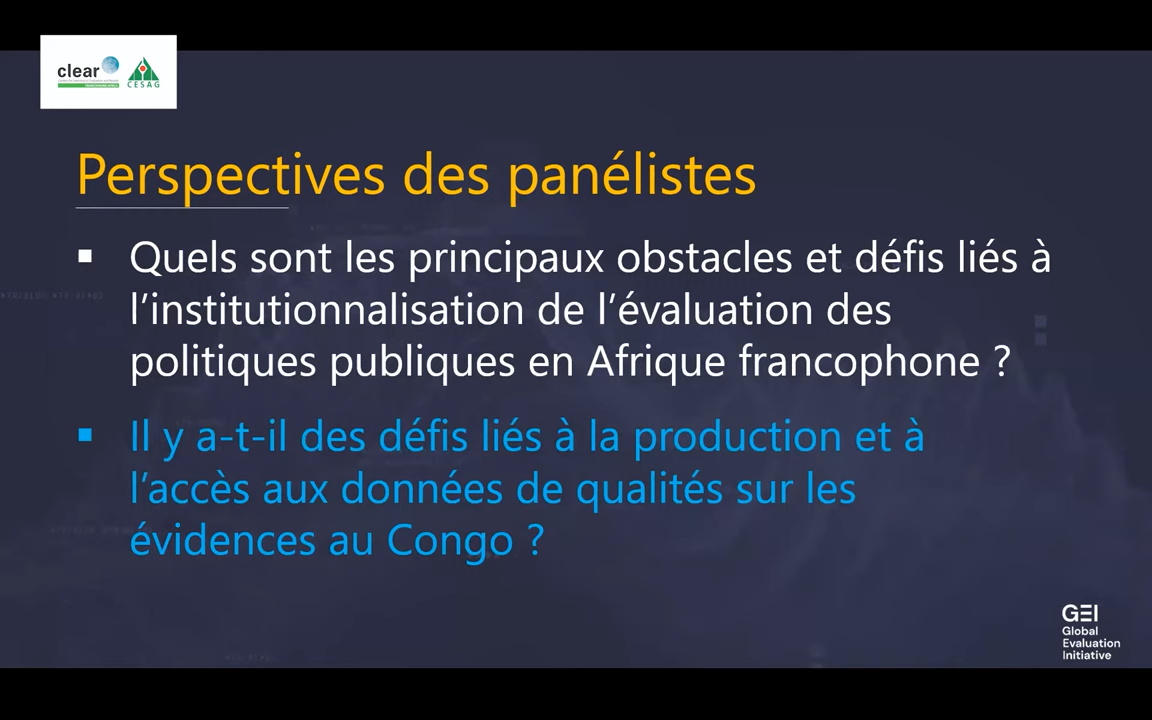 clear
CESAG
Perspectives des panélistes
▪ Quels sont les principaux obstacles et défis liés à
l’institutionnalisation de l’évaluation des
politiques publiques en Afrique francophone ?
▪ Il y a-t-il des défis liés à la production et à
l’accès aux données de qualités sur les
évidences au Congo ?
GEI
Global
Evaluation
Initiative